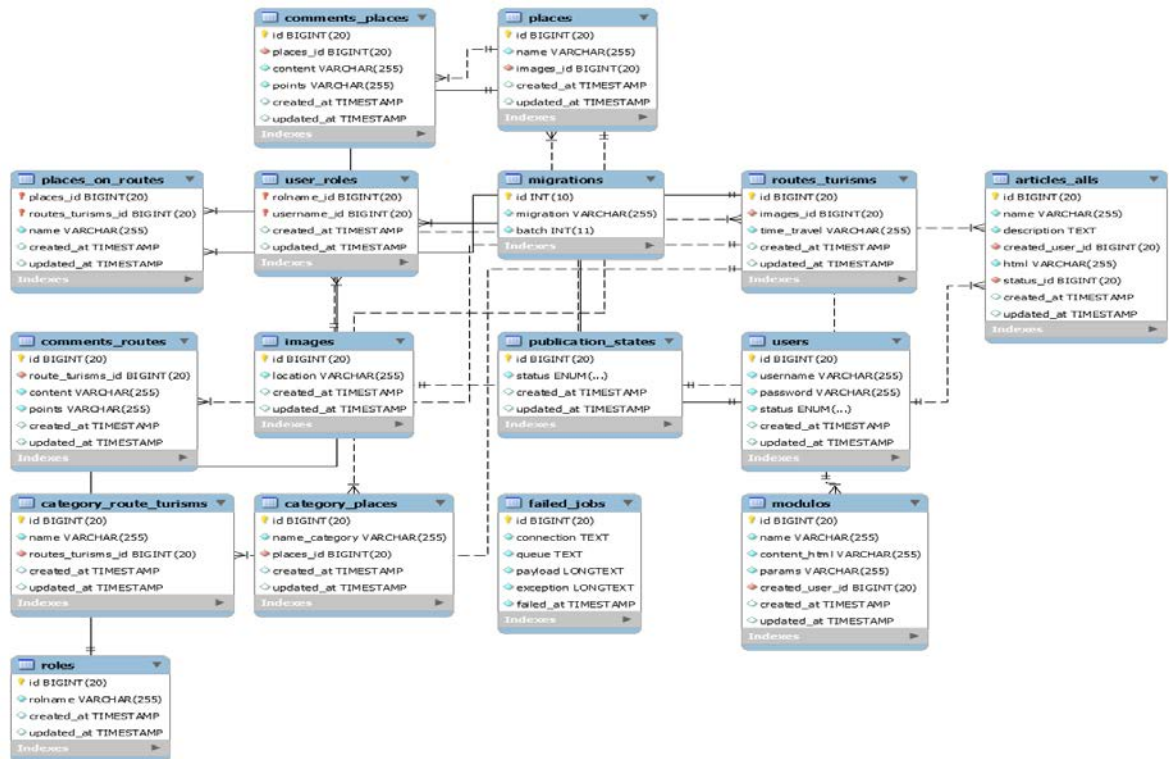 comments_places
id BIGINT(20)
places_id BIGINT(20)
content VARCHAR(255)
points VARCHAR(255)
created_at TIMESTAMP
updated_at TIMESTAMP
Indexes
places
id BIGINT(20)
name VARCHAR(255)
images_id BIGINT(20)
created_at TIMESTAMP
updated_at TIMESTAMP
Indexes
places_on_routes
places_id BIGINT(20)
routes_turisms_id BIGINT(20)
name VARCHAR(255)
created_at TIMESTAMP
updated_at TIMESTAMP
Indexes
user_roles
rolname_id BIGINT(20)
username_id BIGINT(20)
created_at TIMESTAMP
updated_at TIMESTAMP
Indexes
migrations
id INT(10)
migration VARCHAR(255)
batch INT(11)
Indexes
routes_turisms
id BIGINT(20)
images_id BIGINT(20)
time_travel VARCHAR(255)
created_at TIMESTAMP
updated_at TIMESTAMP
Indexes
articles_alls
id BIGINT(20)
name VARCHAR(255)
description TEXT
created_user_id BIGINT(20)
html VARCHAR(255)
status_id BIGINT(20)
created_at TIMESTAMP
updated_at TIMESTAMP
Indexes
comments_routes
id BIGINT(20)
route_turisms_id BIGINT(20)
content VARCHAR(255)
points VARCHAR(255)
created_at TIMESTAMP
updated_at TIMESTAMP
Indexes
images
id BIGINT(20)
location VARCHAR(255)
created_at TIMESTAMP
updated_at TIMESTAMP
Indexes
publication_states
id BIGINT(20)
status ENUM(...)
created_at TIMESTAMP
updated_at TIMESTAMP
Indexes
users
id BIGINT(20)
username VARCHAR(255)
password VARCHAR(255)
status ENUM(...)
created_at TIMESTAMP
updated_at TIMESTAMP
Indexes
category_route_turisms
id BIGINT(20)
name VARCHAR(255)
routes_turisms_id BIGINT(20)
created_at TIMESTAMP
updated_at TIMESTAMP
Indexes
category_places
id BIGINT(20)
name_category VARCHAR(255)
places_id BIGINT(20)
created_at TIMESTAMP
updated_at TIMESTAMP
Indexes
failed_jobs
id BIGINT(20)
connection TEXT
queue TEXT
payload LONGTEXT
exception LONGTEXT
failed_at TIMESTAMP
Indexes
modulos
id BIGINT(20)
name VARCHAR(255)
content_html VARCHAR(255)
params VARCHAR(255)
created_user_id BIGINT(20)
created_at TIMESTAMP
updated_at TIMESTAMP
Indexes
roles
id BIGINT(20)
rolname VARCHAR(255)
created_at TIMESTAMP
updated_at TIMESTAMP
Indexes